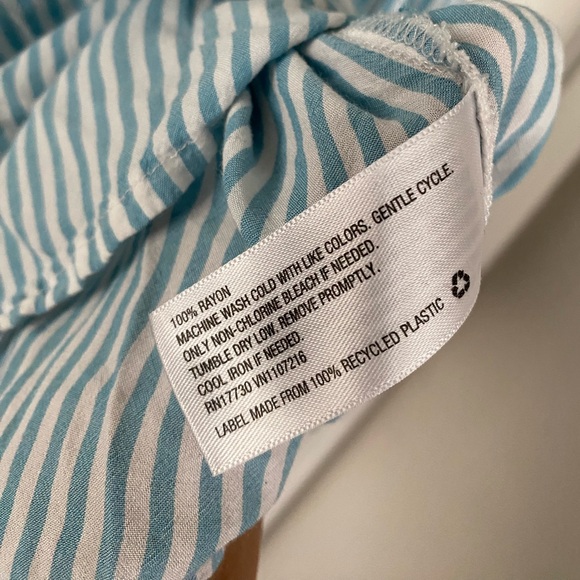 100% RAYON
MACHINE WASH COLD WITH LIKE COLORS. GENTLE CYCLE.
ONLY NON-CHLORINE BLEACH IF NEEDED.
TUMBLE DRY LOW. REMOVE PROMPTLY.
COOL IRON IF NEEDED
RN17730 VN1107216
LABEL MADE FROM 100% RECYCLED PLASTIC